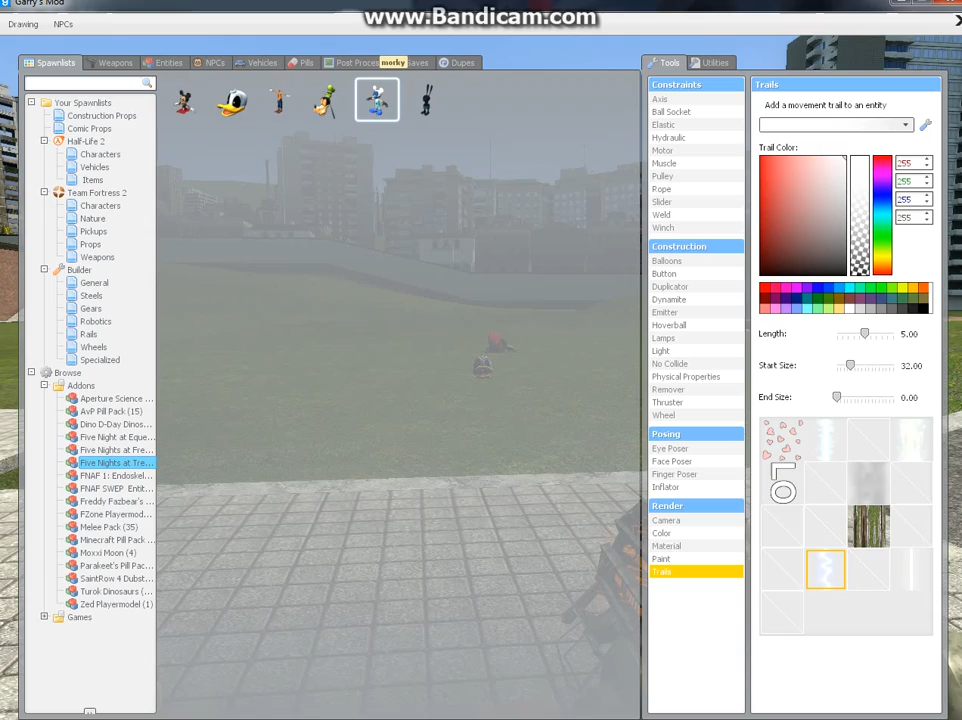 Garry's Mod
www.Bandicam.com
Drawing NPCs
Spawnlists Weapons Entities NPCs Vehicles Pills Post Proces morky Saves Dupes
Tools Utilities
Your Spawnlists
Construction Props
Comic Props
Half-Life 2
Characters
Vehicles
Items
Team Fortress 2
Characters
Nature
Pickups
Props
Weapons
Builder
General
Steels
Gears
Robotics
Rails
Wheels
Specialized
Browse
Addons
Aperture Science ...
AvP Pill Pack (15)
Dino D-Day Dinos...
Five Night at Eque...
Five Nights at Fre...
Five Nights at Tre...
FNAF 1: Endoskel...
FNAF SWEP Entit...
Freddy Fazbear's ...
FZone Playermod...
Melee Pack (35)
Minecraft Pill Pack ...
Moxxi Moon (4)
Parakeet's Pill Pac...
SaintRow 4 Dubst...
Turok Dinosaurs (...
Zed Playermodel (1)
Games
Constraints
Axis
Ball Socket
Elastic
Hydraulic
Motor
Muscle
Pulley
Rope
Slider
Weld
Winch
Construction
Balloons
Button
Duplicator
Dynamite
Emitter
Hoverball
Lamps
Light
No Collide
Physical Properties
Remover
Thruster
Wheel
Posing
Eye Poser
Face Poser
Finger Poser
Inflator
Render
Camera
Color
Material
Paint
Trails
Trails
Add a movement trail to an entity
Trail Color:
255
255
255
255
Length: 5.00
Start Size: 32.00
End Size: 0.00
5